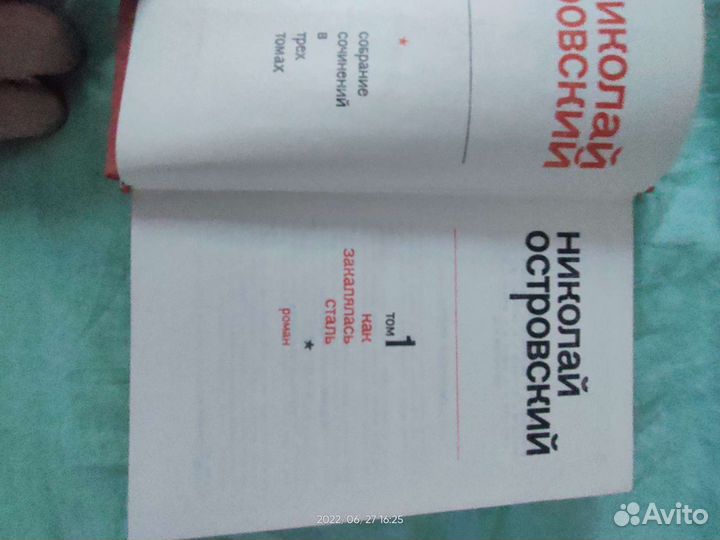 николай
островский
★
собрание
сочинений
в
трех
томах
николай
островский
том 1
как
закалялась
сталь
★
роман
2022. 06. 27 16:25
Avito